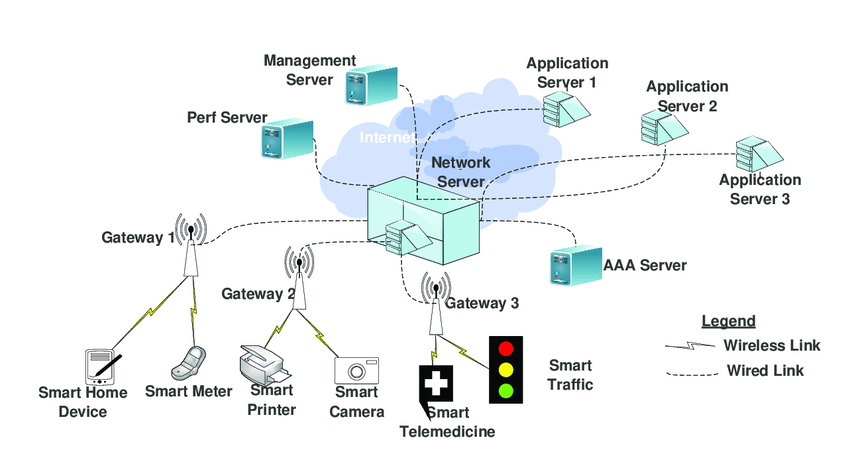 Management
Server
Application
Server 1
Application
Server 2
Perf Server
Internet
Network
Server
Application
Server 3
Gateway 1
AAA Server
Gateway 2
Gateway 3
Legend
Wireless Link
Wired Link
Smart Home
Device
Smart Meter
Smart
Printer
Smart
Camera
Smart
Telemedicine
Smart
Traffic